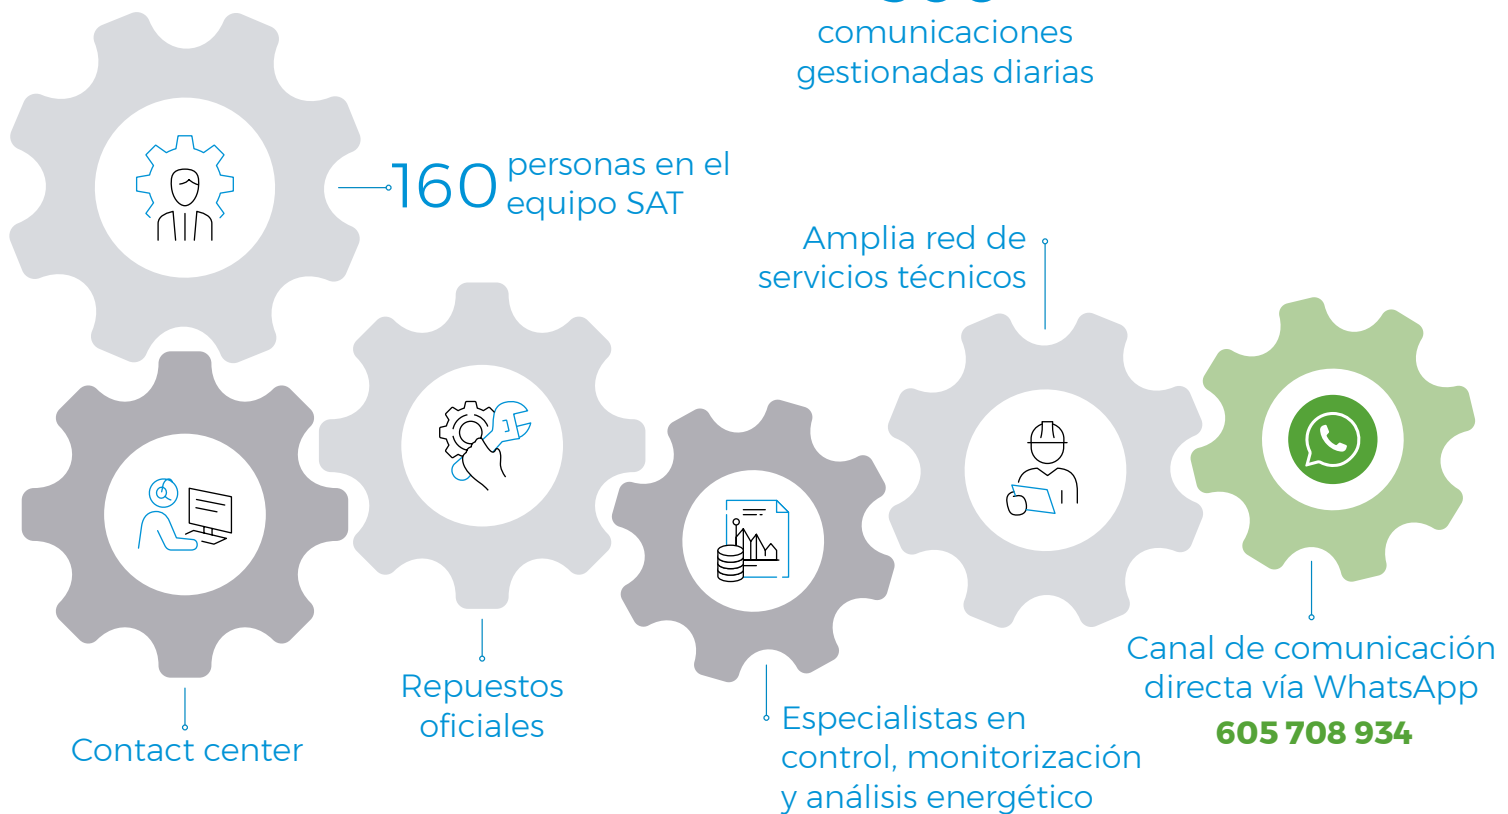 comunicaciones
gestionadas diarias
160 personas en el
equipo SAT
Amplia red de
servicios técnicos
Repuestos
oficiales
Contact center
Especialistas en
control, monitorización
y análisis energético
Canal de comunicación
directa vía WhatsApp
605 708 934